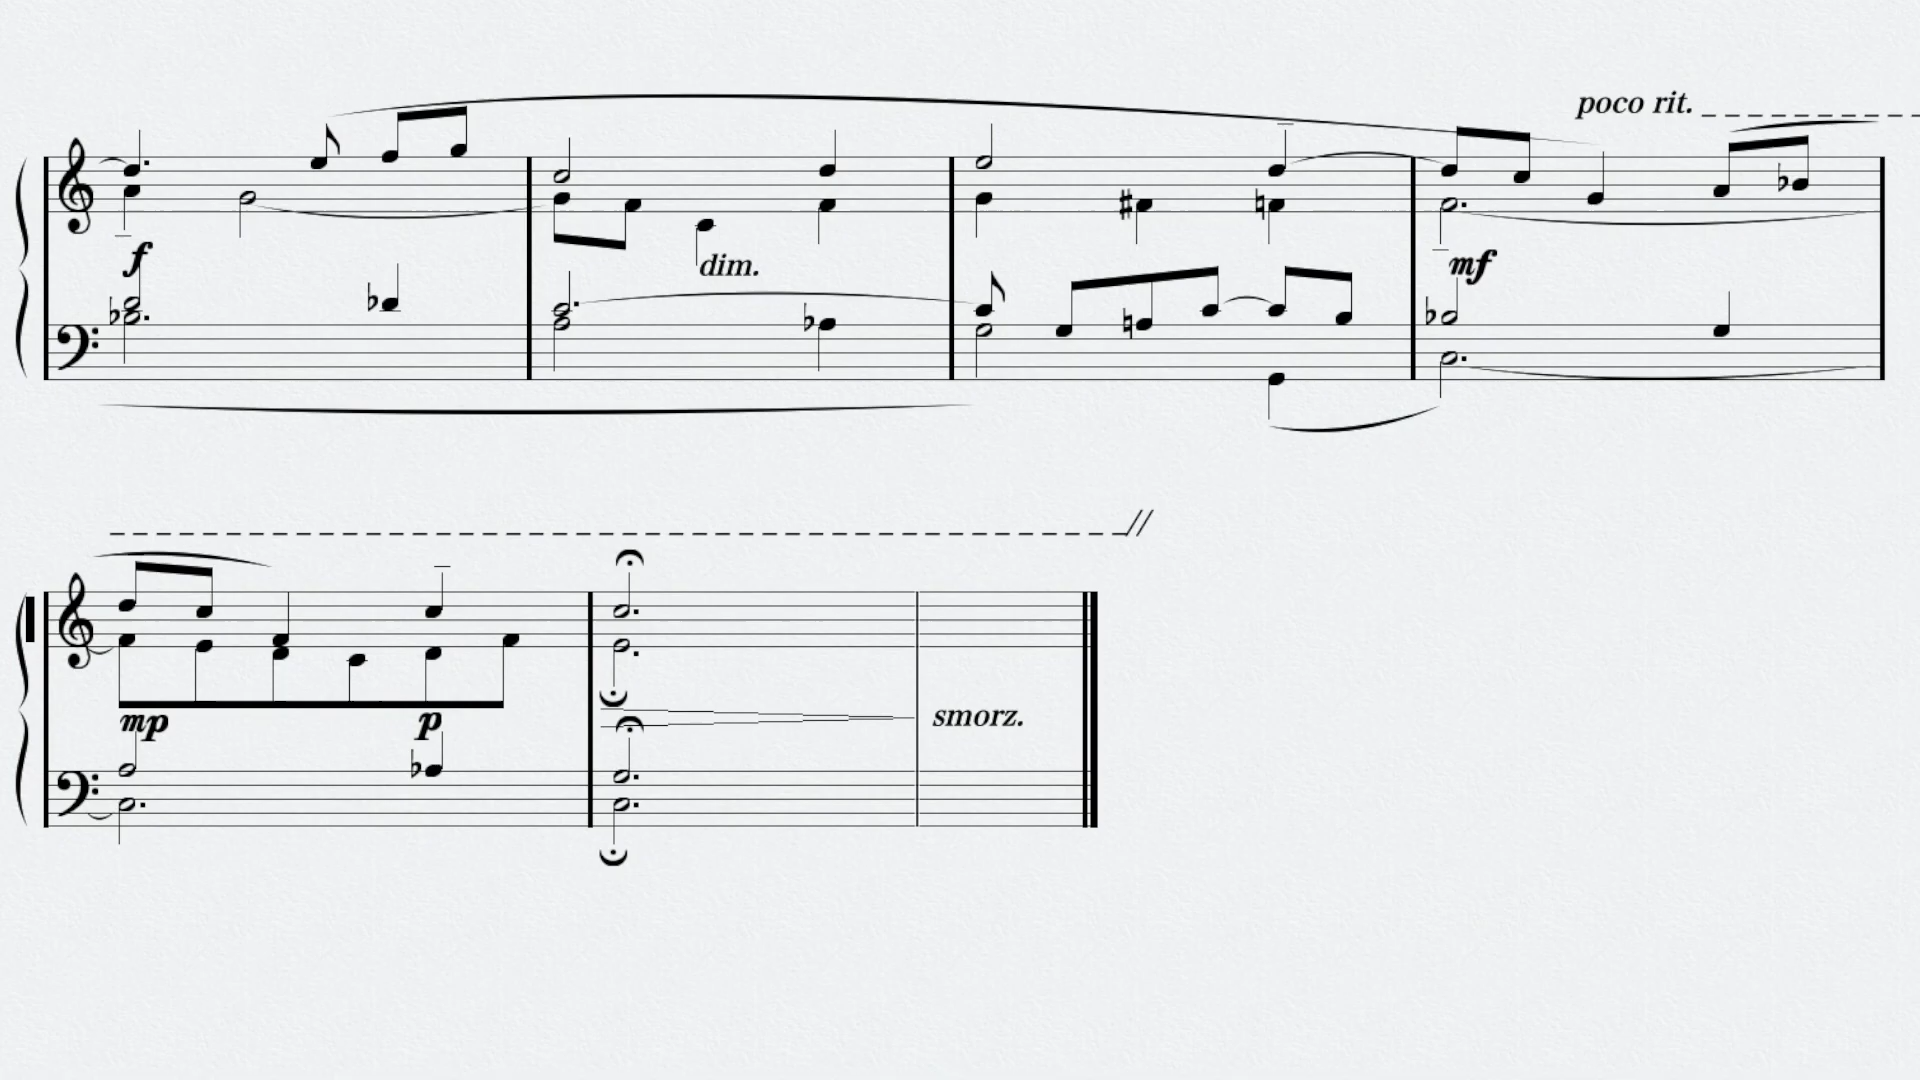 poco rit.
f
dim.
mf
mp
p
smorz.